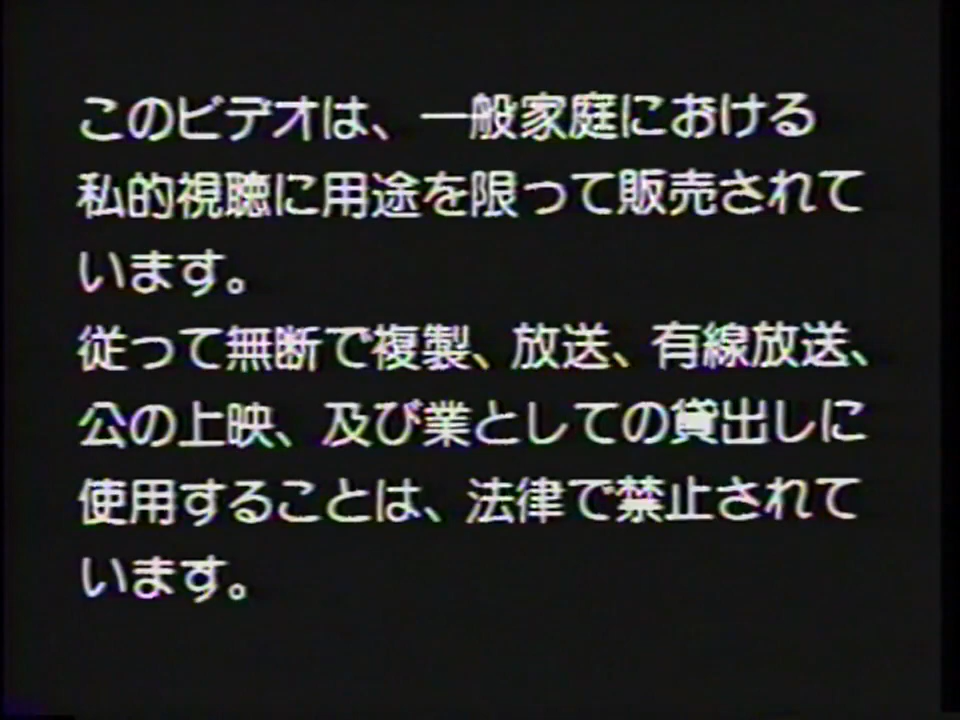 このビデオは、一般家庭における
私的視聴に用途を限って販売されて
います。
従って無断で複製、放送、有線放送、
公の上映、及び業としての貸出しに
使用することは、法律で禁止されて
います。